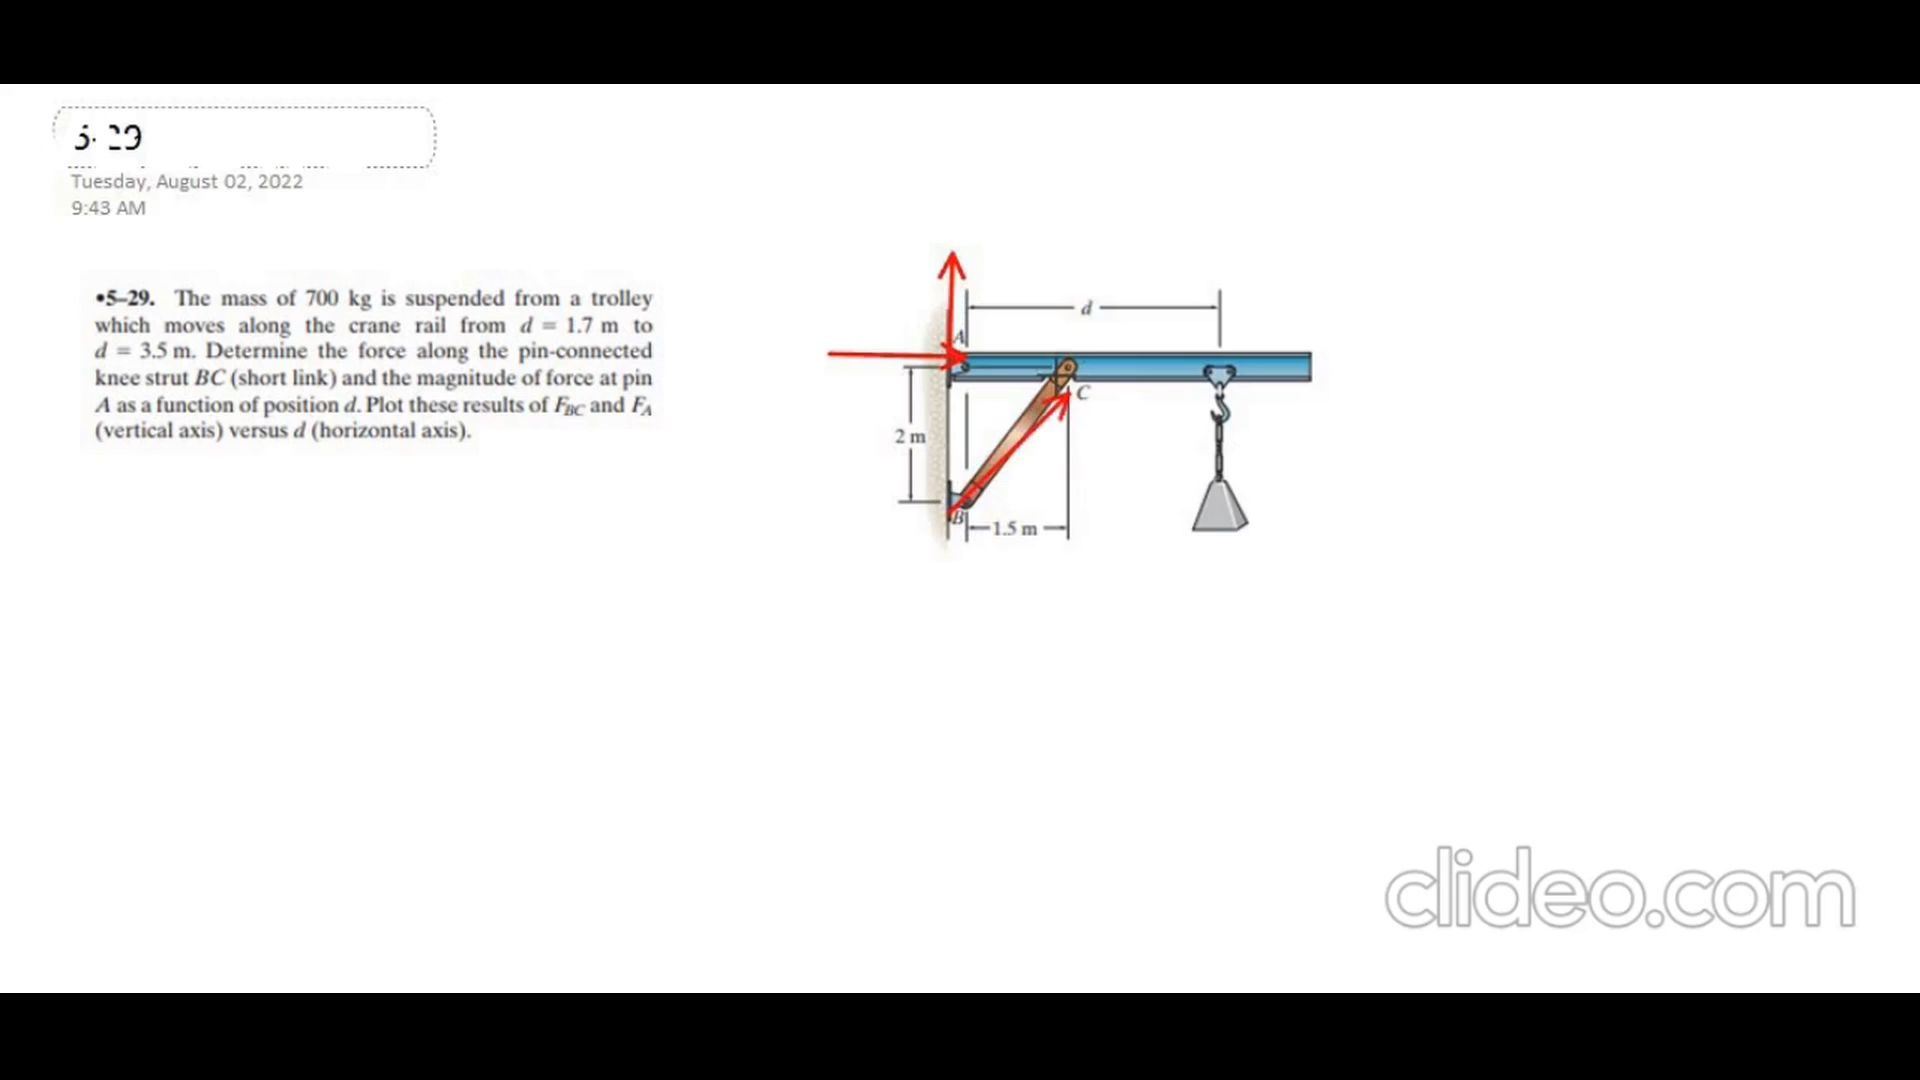 5-29
Tuesday, August 02, 2022
9:43 AM
•5–29. The mass of 700 kg is suspended from a trolley
which moves along the crane rail from d = 1.7 m to
d = 3.5 m. Determine the force along the pin-connected
knee strut BC (short link) and the magnitude of force at pin
A as a function of position d. Plot these results of FBC and FA
(vertical axis) versus d (horizontal axis).
d
A
C
2 m
B
1.5 m
clideo.com